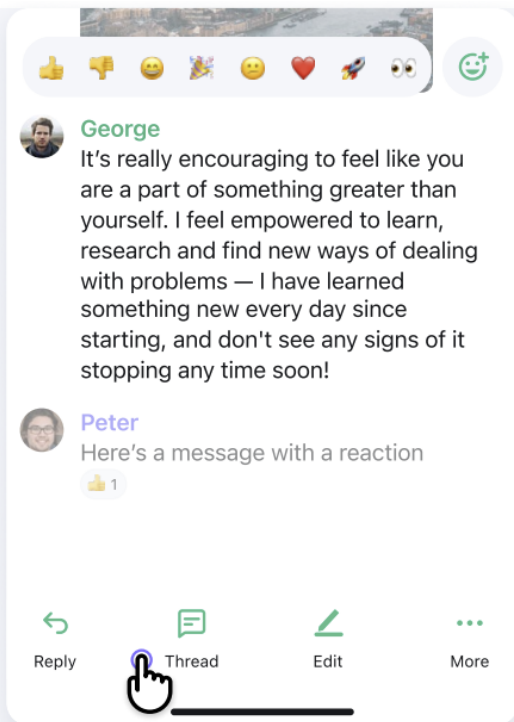 George
It’s really encouraging to feel like you
are a part of something greater than
yourself. I feel empowered to learn,
research and find new ways of dealing
with problems — I have learned
something new every day since
starting, and don't see any signs of it
stopping any time soon!
Peter
Here’s a message with a reaction
1
Reply Thread Edit More